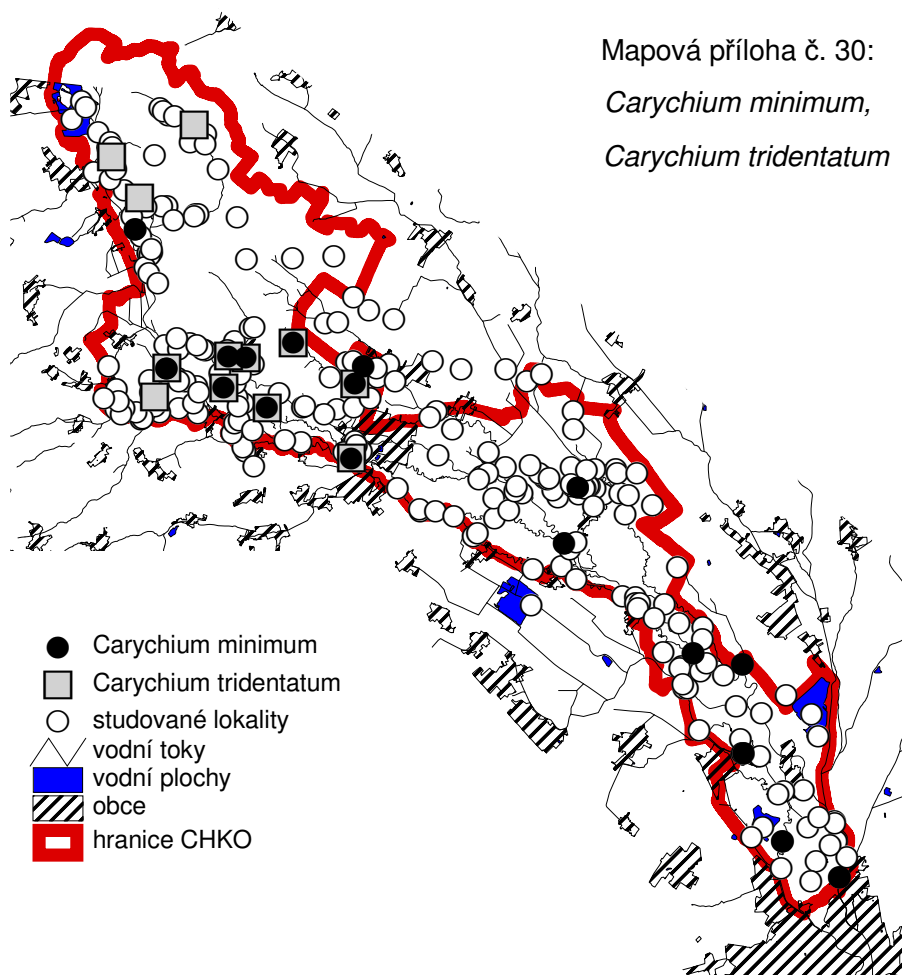 Mapová příloha č. 30:
Carychium minimum,
Carychium tridentatum
Carychium minimum
Carychium tridentatum
studované lokality
vodní toky
vodní plochy
obce
hranice CHKO